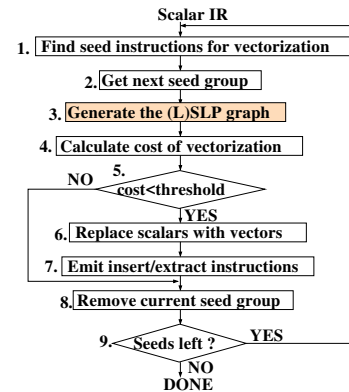 Scalar IR
1. Find seed instructions for vectorization
2. Get next seed group
3. Generate the (L)SLP graph
4. Calculate cost of vectorization
5.
NO
cost<threshold
YES
6. Replace scalars with vectors
7. Emit insert/extract instructions
8. Remove current seed group
9. Seeds left ? YES
NO
DONE